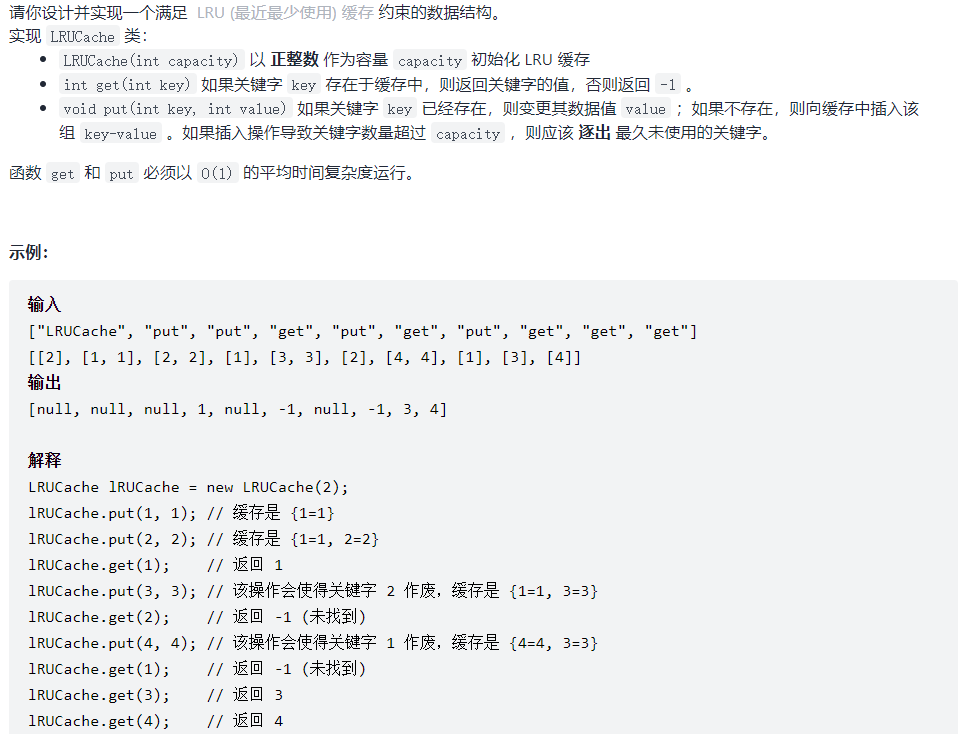 请你设计并实现一个满足 LRU (最近最少使用) 缓存 约束的数据结构。
实现 LRUCache 类：
• LRUCache(int capacity) 以 正整数 作为容量 capacity 初始化 LRU 缓存
• int get(int key) 如果关键字 key 存在于缓存中，则返回关键字的值，否则返回 -1 。
• void put(int key, int value) 如果关键字 key 已经存在，则变更其数据值 value ；如果不存在，则向缓存中插入该
组 key-value 。如果插入操作导致关键字数量超过 capacity ，则应该 逐出 最久未使用的关键字。
函数 get 和 put 必须以 O(1) 的平均时间复杂度运行。
示例：
输入
["LRUCache", "put", "put", "get", "put", "get", "put", "get", "get", "get"]
[[2], [1, 1], [2, 2], [1], [3, 3], [2], [4, 4], [1], [3], [4]]
输出
[null, null, null, 1, null, -1, null, -1, 3, 4]
解释
LRUCache lRUCache = new LRUCache(2);
lRUCache.put(1, 1); // 缓存是 {1=1}
lRUCache.put(2, 2); // 缓存是 {1=1, 2=2}
lRUCache.get(1);    // 返回 1
lRUCache.put(3, 3); // 该操作会使得关键字 2 作废，缓存是 {1=1, 3=3}
lRUCache.get(2);    // 返回 -1 (未找到)
lRUCache.put(4, 4); // 该操作会使得关键字 1 作废，缓存是 {4=4, 3=3}
lRUCache.get(1);    // 返回 -1 (未找到)
lRUCache.get(3);    // 返回 3
lRUCache.get(4);    // 返回 4